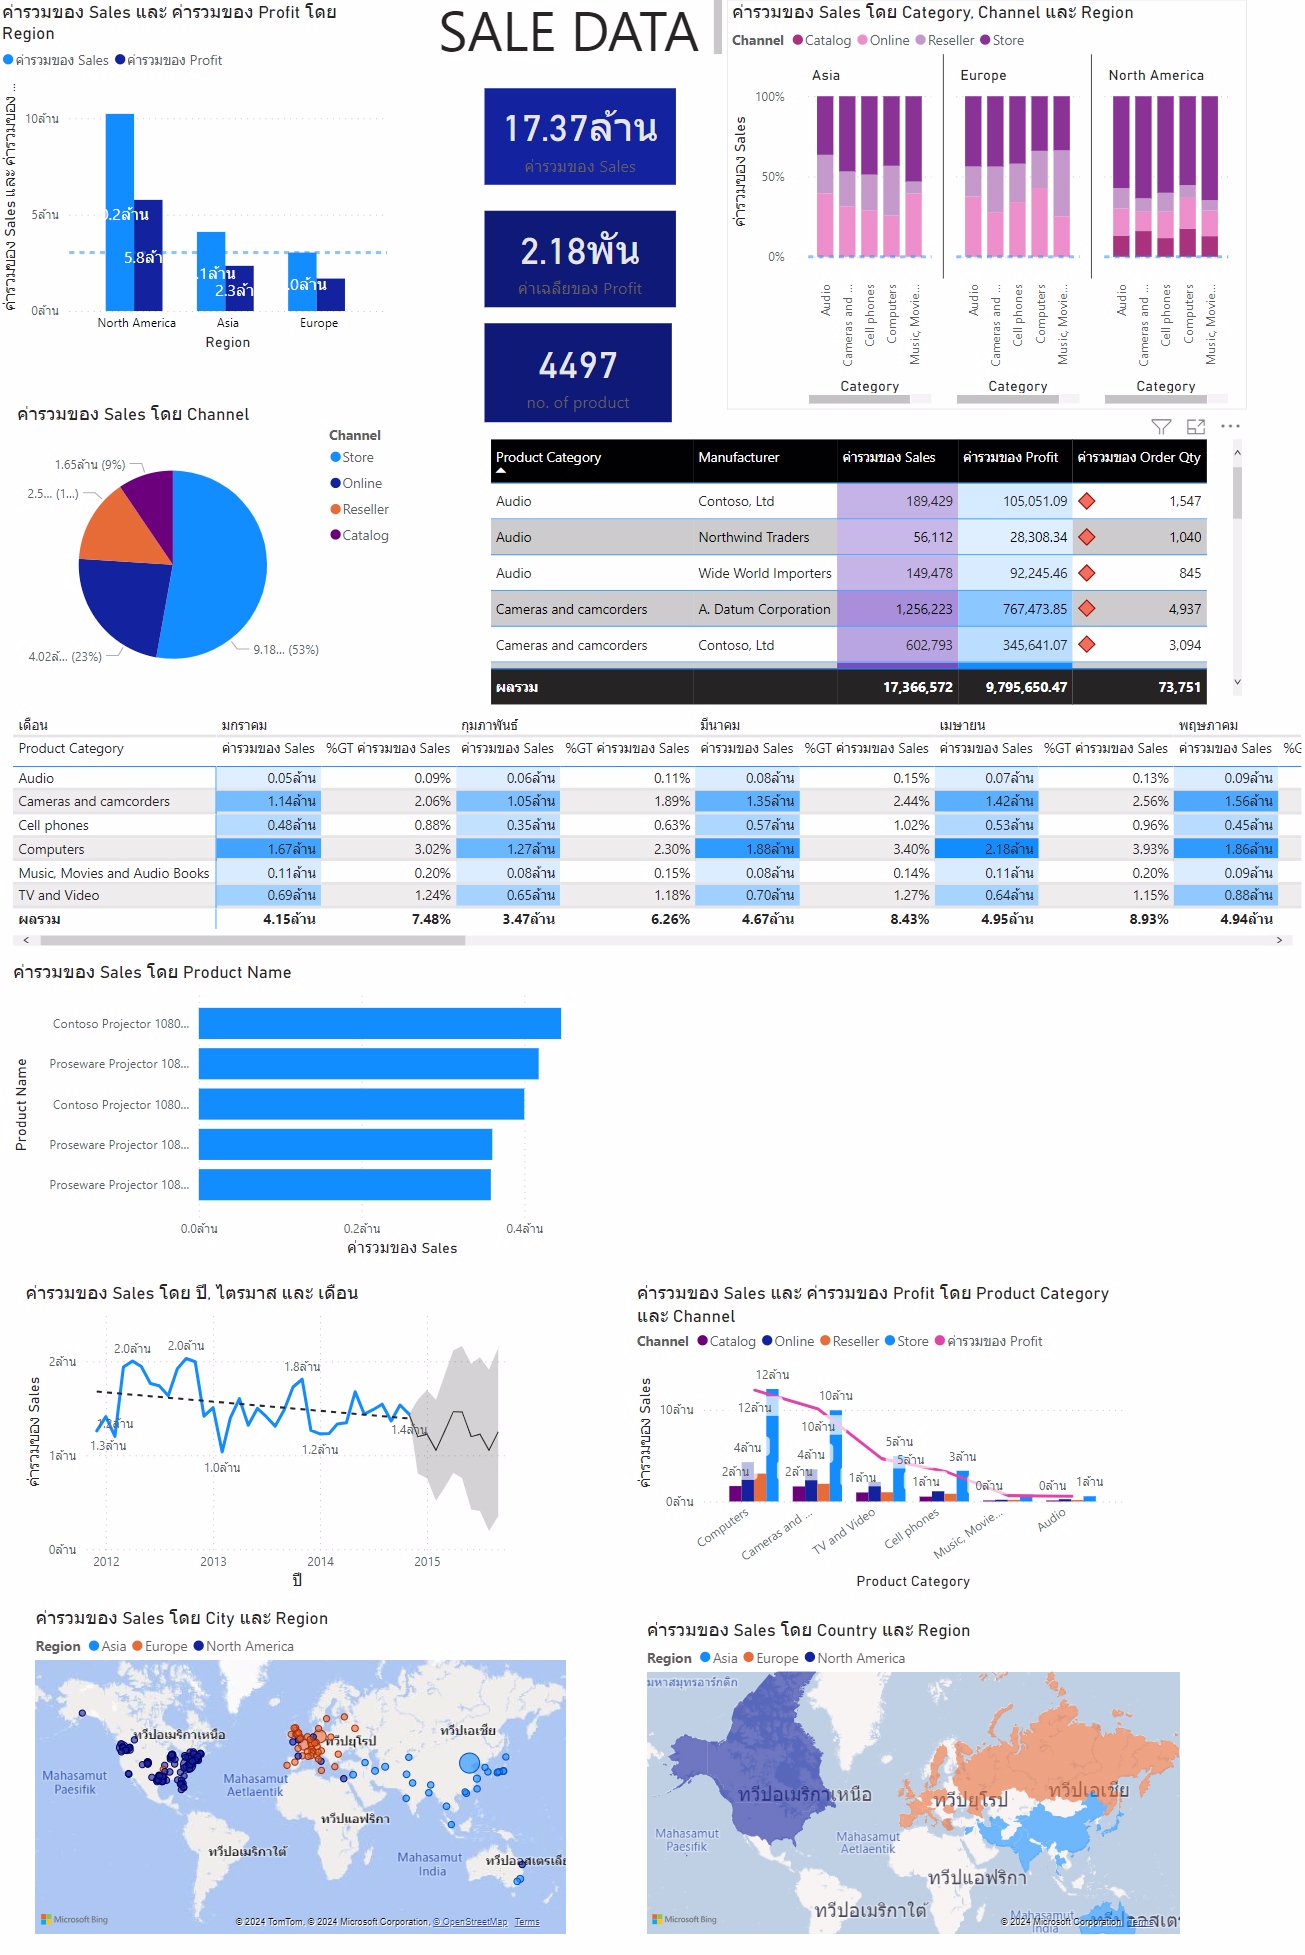 ค่ารวมของ Sales และ ค่ารวมของ Profit โดย
Region
ค่ารวมของ Sales ค่ารวมของ Profit
ค่ารวมของ Sales และ ค่ารวมของ ...
10ล้าน
5ล้าน
0ล้าน
0.2ล้าน
5.8ล้า
.1ล้าน
2.3ล้า
.0ล้าน
North America Asia Europe
Region
SALE DATA
17.37ล้าน
ค่ารวมของ Sales
2.18พัน
ค่าเฉลี่ยของ Profit
4497
no. of product
ค่ารวมของ Sales โดย Category, Channel และ Region
Channel Catalog Online Reseller Store
Asia Europe North America
ค่ารวมของ Sales
100%
50%
0%
Audio Cameras and ... Cell phones Computers Music, Movie...
Audio Cameras and ... Cell phones Computers Music, Movie...
Audio Cameras and ... Cell phones Computers Music, Movie...
Category Category Category
ค่ารวมของ Sales โดย Channel
Channel
Store
Online
Reseller
Catalog
1.65ล้าน (9%)
2.5... (1...)
4.02ล้... (23%)
9.18... (53%)
Product Category Manufacturer ค่ารวมของ Sales ค่ารวมของ Profit ค่ารวมของ Order Qty
Audio Contoso, Ltd 189,429 105,051.09 1,547
Audio Northwind Traders 56,112 28,308.34 1,040
Audio Wide World Importers 149,478 92,245.46 845
Cameras and camcorders A. Datum Corporation 1,256,223 767,473.85 4,937
Cameras and camcorders Contoso, Ltd 602,793 345,641.07 3,094
ผลรวม 17,366,572 9,795,650.47 73,751
เดือน มกราคม กุมภาพันธ์ มีนาคม เมษายน พฤษภาคม
Product Category ค่ารวมของ Sales %GT ค่ารวมของ Sales ค่ารวมของ Sales %GT ค่ารวมของ Sales ค่ารวมของ Sales %GT ค่ารวมของ Sales ค่ารวมของ Sales %GT ค่ารวมของ Sales ค่ารวมของ Sales %G
Audio 0.05ล้าน 0.09% 0.06ล้าน 0.11% 0.08ล้าน 0.15% 0.07ล้าน 0.13% 0.09ล้าน
Cameras and camcorders 1.14ล้าน 2.06% 1.05ล้าน 1.89% 1.35ล้าน 2.44% 1.42ล้าน 2.56% 1.56ล้าน
Cell phones 0.48ล้าน 0.88% 0.35ล้าน 0.63% 0.57ล้าน 1.02% 0.53ล้าน 0.96% 0.45ล้าน
Computers 1.67ล้าน 3.02% 1.27ล้าน 2.30% 1.88ล้าน 3.40% 2.18ล้าน 3.93% 1.86ล้าน
Music, Movies and Audio Books 0.11ล้าน 0.20% 0.08ล้าน 0.15% 0.08ล้าน 0.14% 0.11ล้าน 0.20% 0.09ล้าน
TV and Video 0.69ล้าน 1.24% 0.65ล้าน 1.18% 0.70ล้าน 1.27% 0.64ล้าน 1.15% 0.88ล้าน
ผลรวม 4.15ล้าน 7.48% 3.47ล้าน 6.26% 4.67ล้าน 8.43% 4.95ล้าน 8.93% 4.94ล้าน
ค่ารวมของ Sales โดย Product Name
Product Name
Contoso Projector 1080...
Proseware Projector 108...
Contoso Projector 1080...
Proseware Projector 108...
Proseware Projector 108...
0.0ล้าน 0.2ล้าน 0.4ล้าน
ค่ารวมของ Sales
ค่ารวมของ Sales โดย ปี, ไตรมาส และ เดือน
ค่ารวมของ Sales
2ล้าน
1ล้าน
0ล้าน
2.0ล้าน
2.0ล้าน
1.8ล้าน
1.3ล้าน
1.0ล้าน
1.2ล้าน
1.4ล้าน
2012 2013 2014 2015
ปี
ค่ารวมของ Sales และ ค่ารวมของ Profit โดย Product Category
และ Channel
Channel Catalog Online Reseller Store ค่ารวมของ Profit
ค่ารวมของ Sales
10ล้าน
0ล้าน
12ล้าน
12ล้าน
4ล้าน
2ล้าน
10ล้าน
10ล้าน
4ล้าน
2ล้าน
5ล้าน
5ล้าน
1ล้าน
3ล้าน
1ล้าน
0ล้าน
0ล้าน
1ล้าน
Computers Cameras and ... TV and Video Cell phones Music, Movie... Audio
Product Category
ค่ารวมของ Sales โดย City และ Region
Region Asia Europe North America
ทวีปอเมริกาเหนือ
ทวีปยุโรป
ทวีปเอเชีย
Mahasamut
Paesifik
Mahasamut
Aetlaentik
ทวีปแอฟริกา
ทวีปอเมริกาใต้
Mahasamut
India
ทวีปออสเตรเลีย
Microsoft Bing
© 2024 TomTom, © 2024 Microsoft Corporation, © OpenStreetMap Terms
ค่ารวมของ Sales โดย Country และ Region
Region Asia Europe North America
มหาสมุทรอาร์กติก
ทวีปอเมริกาเหนือ
ทวีปยุโรป
ทวีปเอเชีย
Mahasamut
Paesifik
Mahasamut
Aetlaentik
ทวีปแอฟริกา
ทวีปอเมริกาใต้
Mahasamut
India
Microsoft Bing
© 2024 Microsoft Corporation Terms